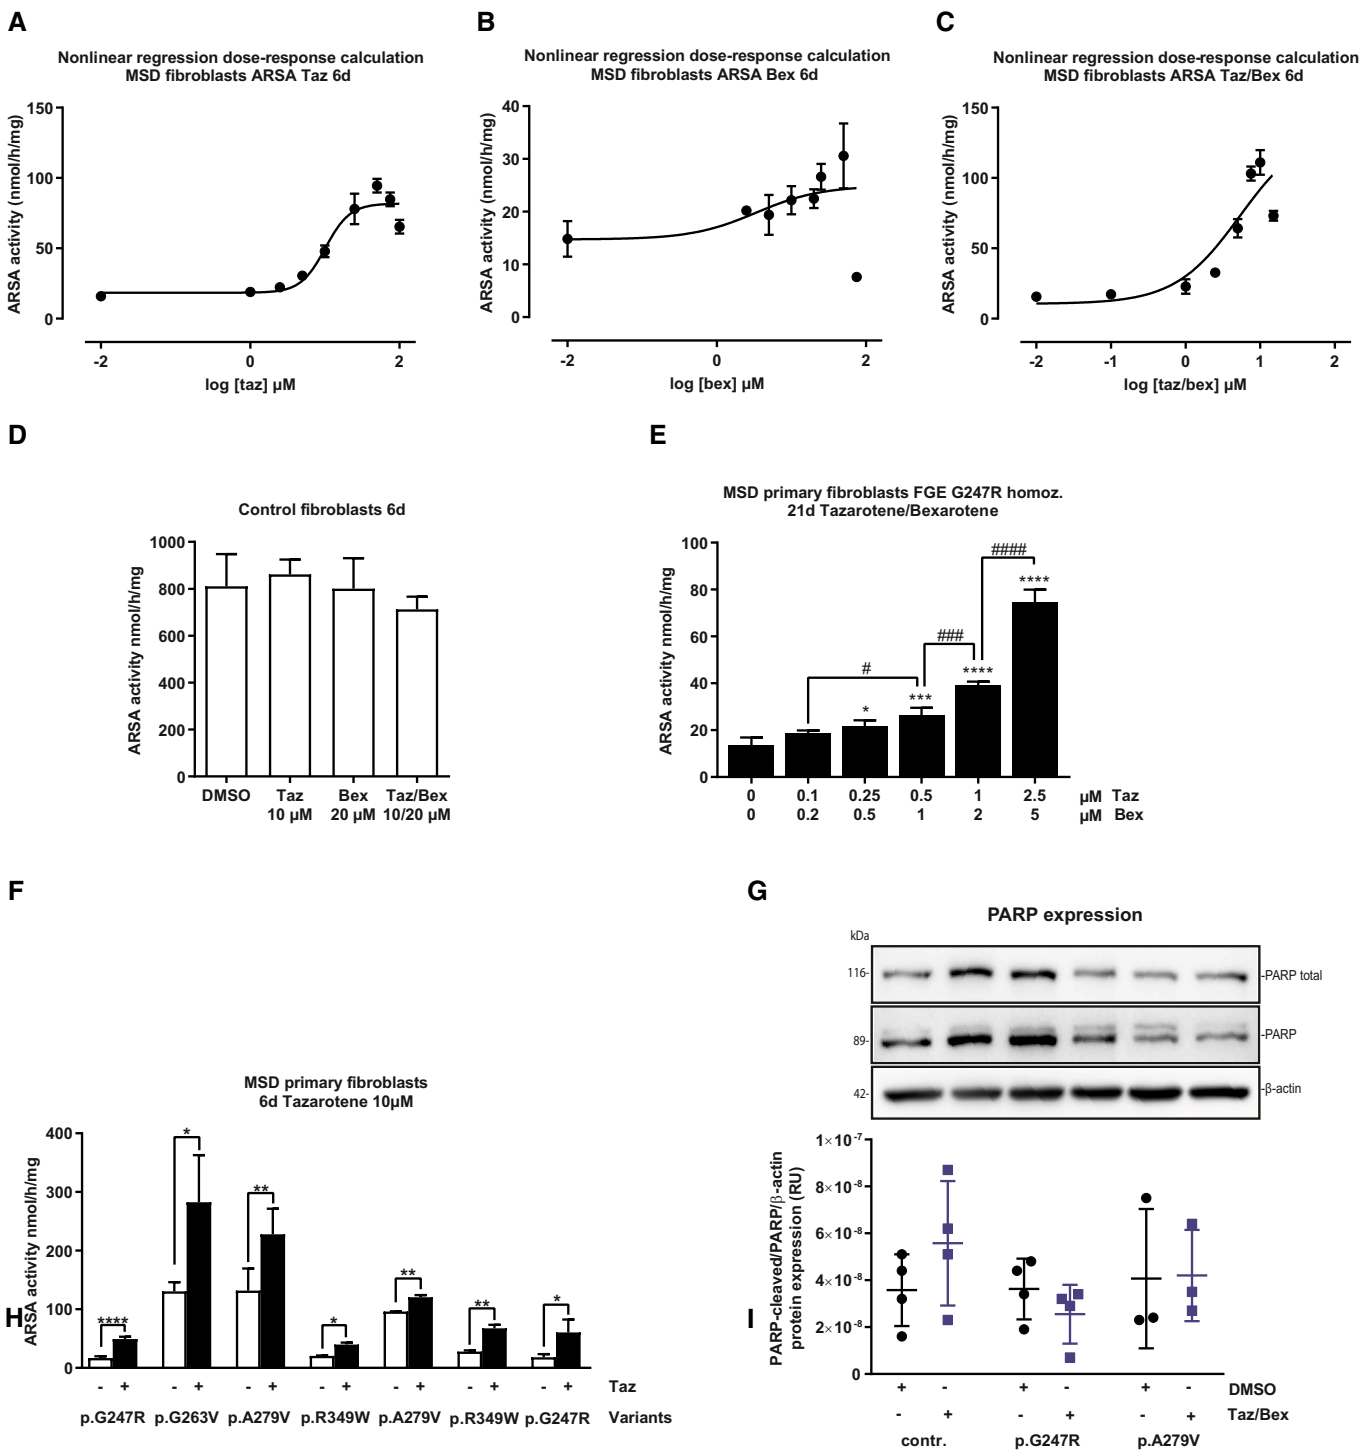 A
B
C
Nonlinear regression dose-response calculation
MSD fibroblasts ARSA Taz 6d
Nonlinear regression dose-response calculation
MSD fibroblasts ARSA Bex 6d
Nonlinear regression dose-response calculation
MSD fibroblasts ARSA Taz/Bex 6d
ARSA activity (nmol/h/mg)
150
100
50
0
-2 0 2
log [taz] µM
ARSA activity (nmol/h/mg)
40
30
20
10
0
-2 0 2
log [bex] µM
ARSA activity (nmol/h/mg)
150
100
50
0
-2 -1 0 1 2
log [taz/bex] µM
D
Control fibroblasts 6d
ARSA activity nmol/h/mg
1000
800
600
400
200
0
DMSO Taz Bex Taz/Bex
10 µM 20 µM 10/20 µM
E
MSD primary fibroblasts FGE G247R homoz.
21d Tazarotene/Bexarotene
ARSA activity nmol/h/mg
100
80
60
40
20
0
####
****
###
****
#
***
*
0 0.1 0.25 0.5 1 2.5 µM Taz
0 0.2 0.5 1 2 5 µM Bex
F
MSD primary fibroblasts
6d Tazarotene 10µM
ARSA activity nmol/h/mg
400
300
200
100
0
**** * ** * ** ** *
- + - + - + - + - + - + - + Taz
p.G247R p.G263V p.A279V p.R349W p.A279V p.R349W p.G247R Variants
H
G
PARP expression
kDa
116- -PARP total
89- -PARP
42- -β-actin
PARP-cleaved/PARP/β-actin
protein expression (RU)
1×10-7
8×10-8
6×10-8
4×10-8
2×10-8
0
+ - + - + - DMSO
- + - + - + Taz/Bex
contr. p.G247R p.A279V
I